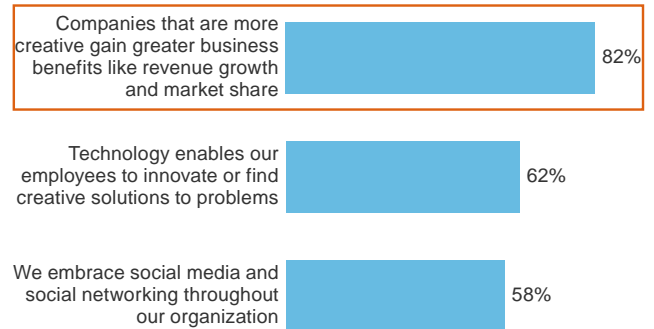 Companies that are more
creative gain greater business
benefits like revenue growth
and market share
82%
Technology enables our
employees to innovate or find
creative solutions to problems
62%
We embrace social media and
social networking throughout
our organization
58%